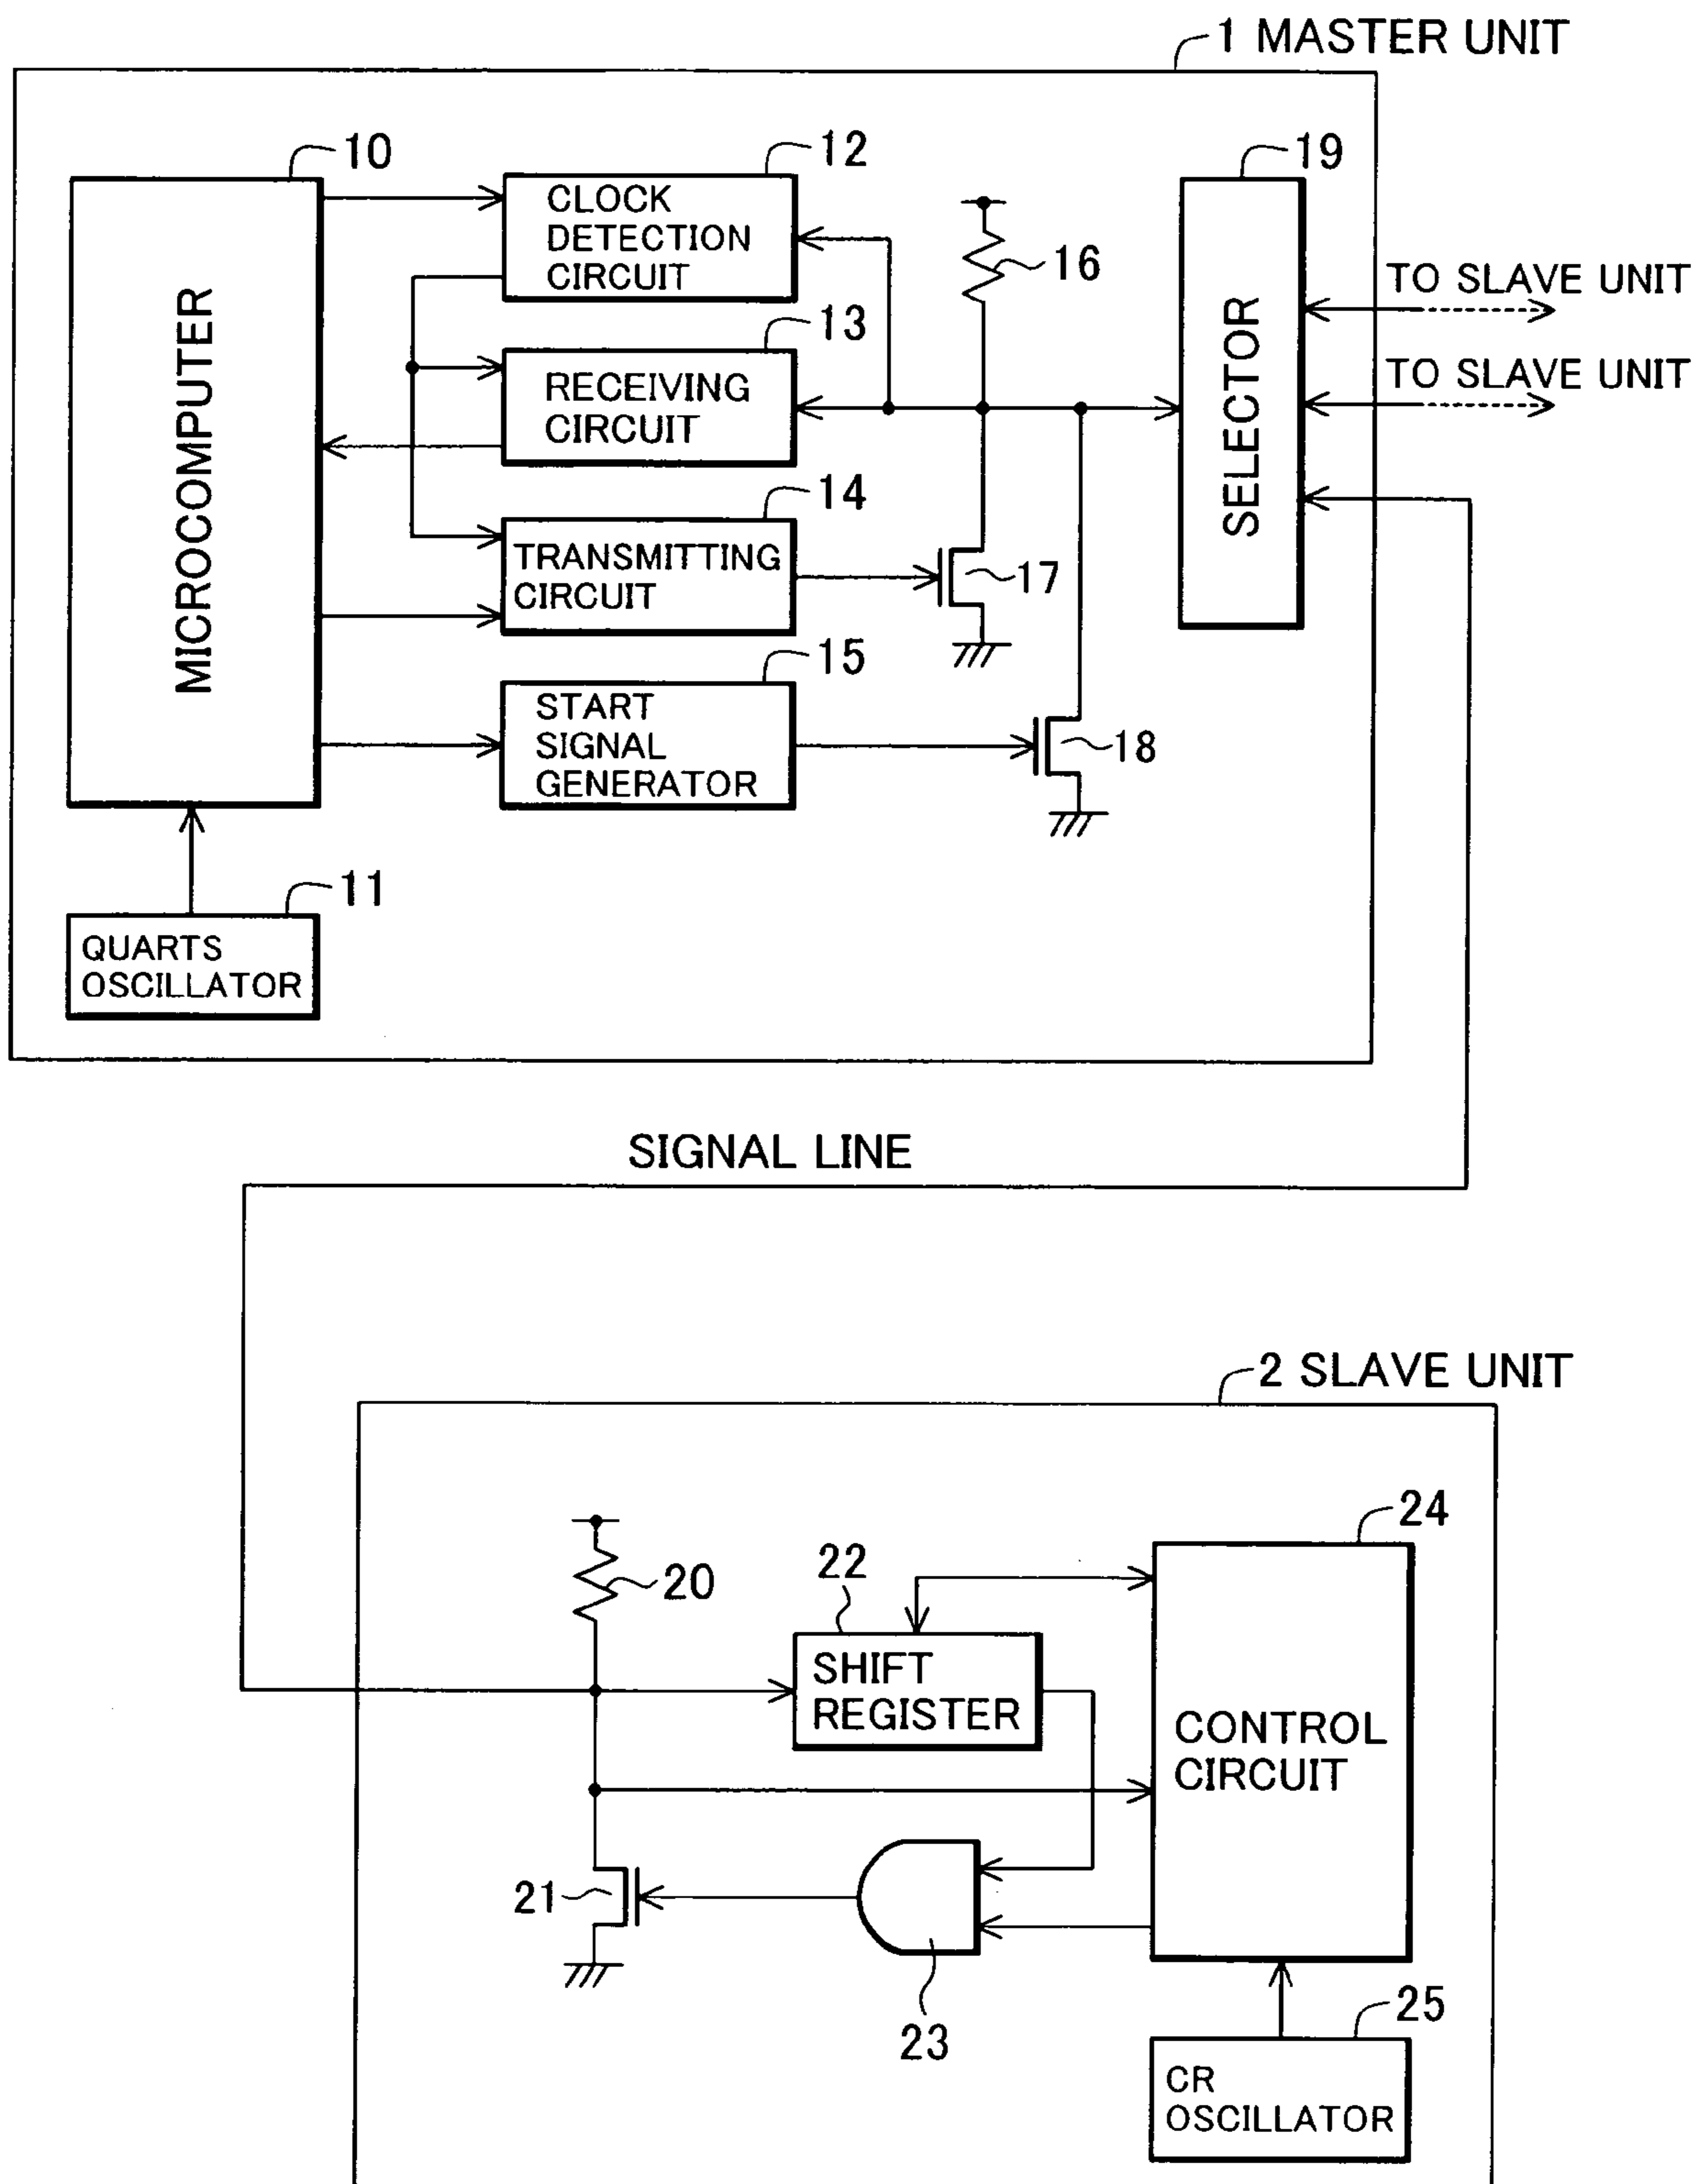 1 MASTER UNIT
10
12
19
CLOCK
DETECTION
CIRCUIT
16
TO SLAVE UNIT
13
RECEIVING
CIRCUIT
TO SLAVE UNIT
MICROCOMPUTER
SELECTOR
14
TRANSMITTING
CIRCUIT
17
15
START
SIGNAL
GENERATOR
18
11
QUARTS
OSCILLATOR
SIGNAL LINE
2 SLAVE UNIT
24
20
22
SHIFT
REGISTER
CONTROL
CIRCUIT
21
23
25
CR
OSCILLATOR